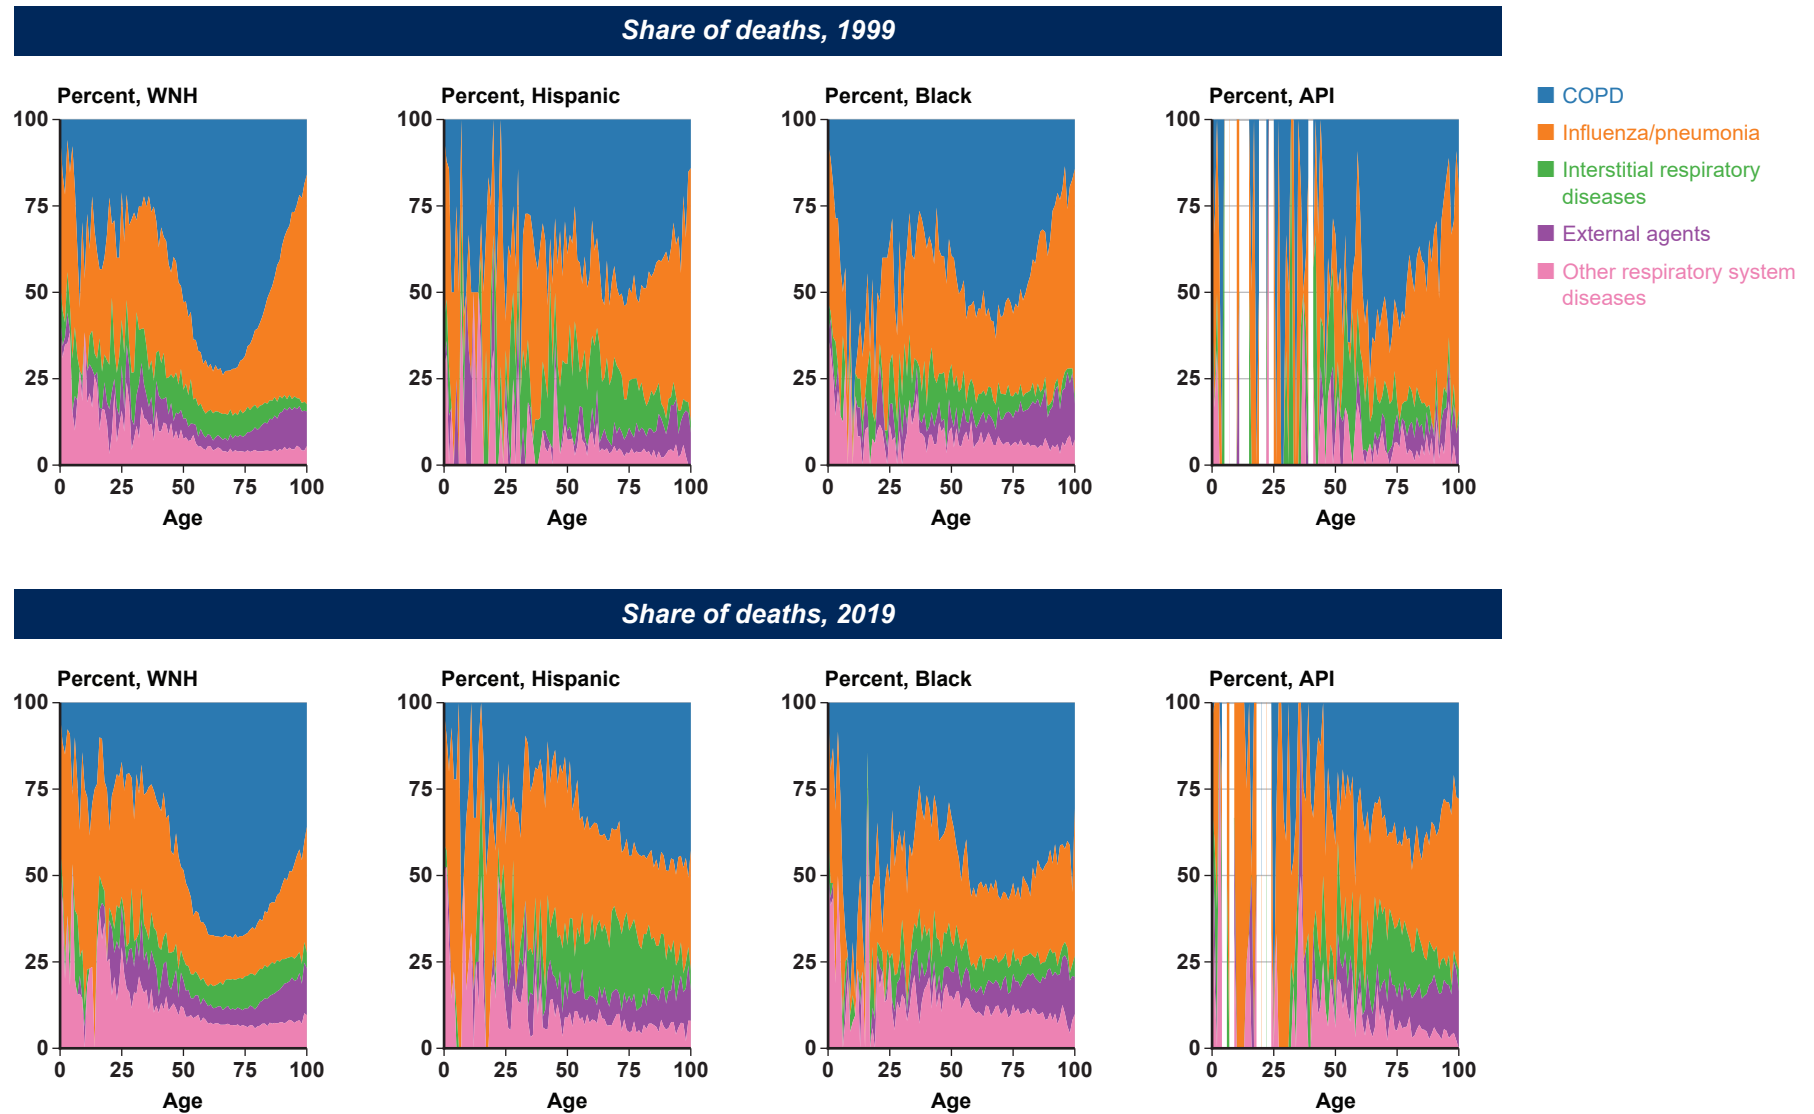 Share of deaths, 1999
Percent, WNH
Percent, Hispanic
Percent, Black
Percent, API
100
75
50
25
0
0 25 50 75 100
Age
100
75
50
25
0
0 25 50 75 100
Age
100
75
50
25
0
0 25 50 75 100
Age
100
75
50
25
0
0 25 50 75 100
Age
COPD
Influenza/pneumonia
Interstitial respiratory
diseases
External agents
Other respiratory system
diseases
Share of deaths, 2019
Percent, WNH
Percent, Hispanic
Percent, Black
Percent, API
100
75
50
25
0
0 25 50 75 100
Age
100
75
50
25
0
0 25 50 75 100
Age
100
75
50
25
0
0 25 50 75 100
Age
100
75
50
25
0
0 25 50 75 100
Age